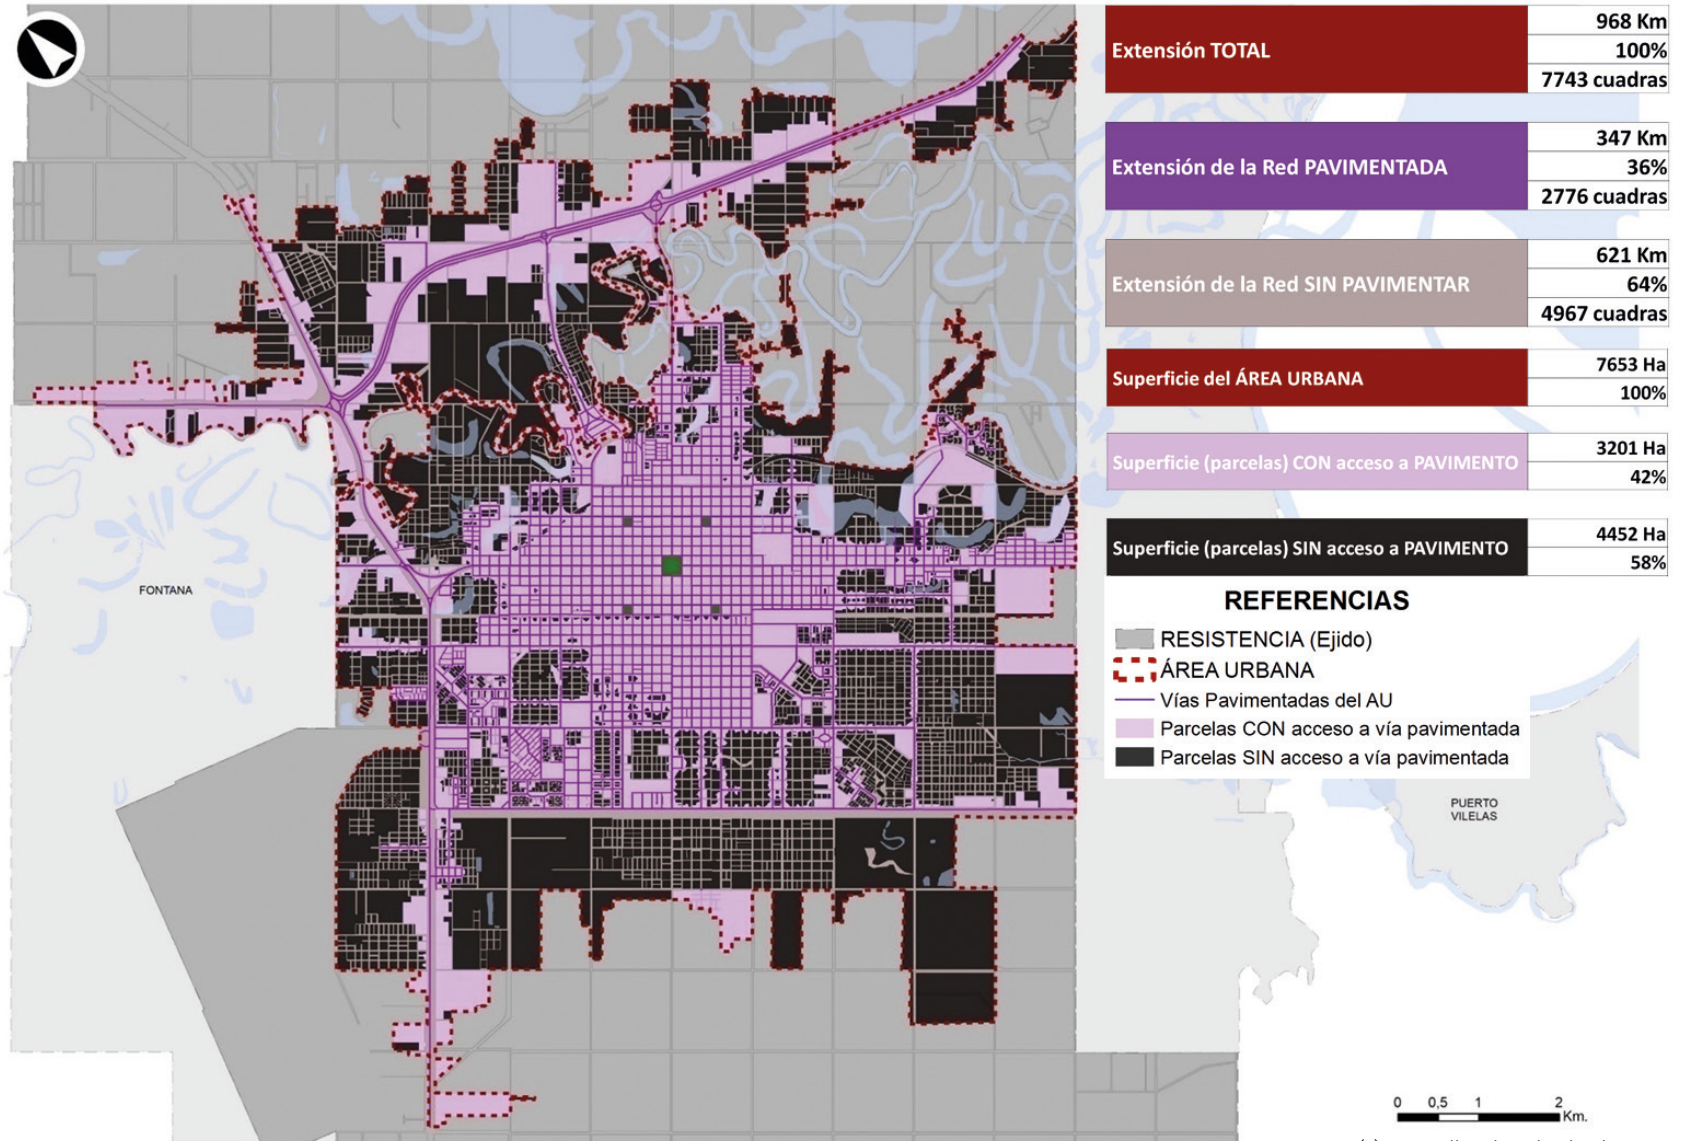 968 Km
Extensión TOTAL
100%
7743 cuadras
347 Km
Extensión de la Red PAVIMENTADA
36%
2776 cuadras
621 Km
Extensión de la Red SIN PAVIMENTAR
64%
4967 cuadras
7653 Ha
Superficie del ÁREA URBANA
100%
3201 Ha
Superficie (parcelas) CON acceso a PAVIMENTO
42%
4452 Ha
Superficie (parcelas) SIN acceso a PAVIMENTO
58%
REFERENCIAS
RESISTENCIA (Ejido)
ÁREA URBANA
Vías Pavimentadas del AU
Parcelas CON acceso a vía pavimentada
Parcelas SIN acceso a vía pavimentada
FONTANA
PUERTO
VILELAS
0 0,5 1 2
Km.